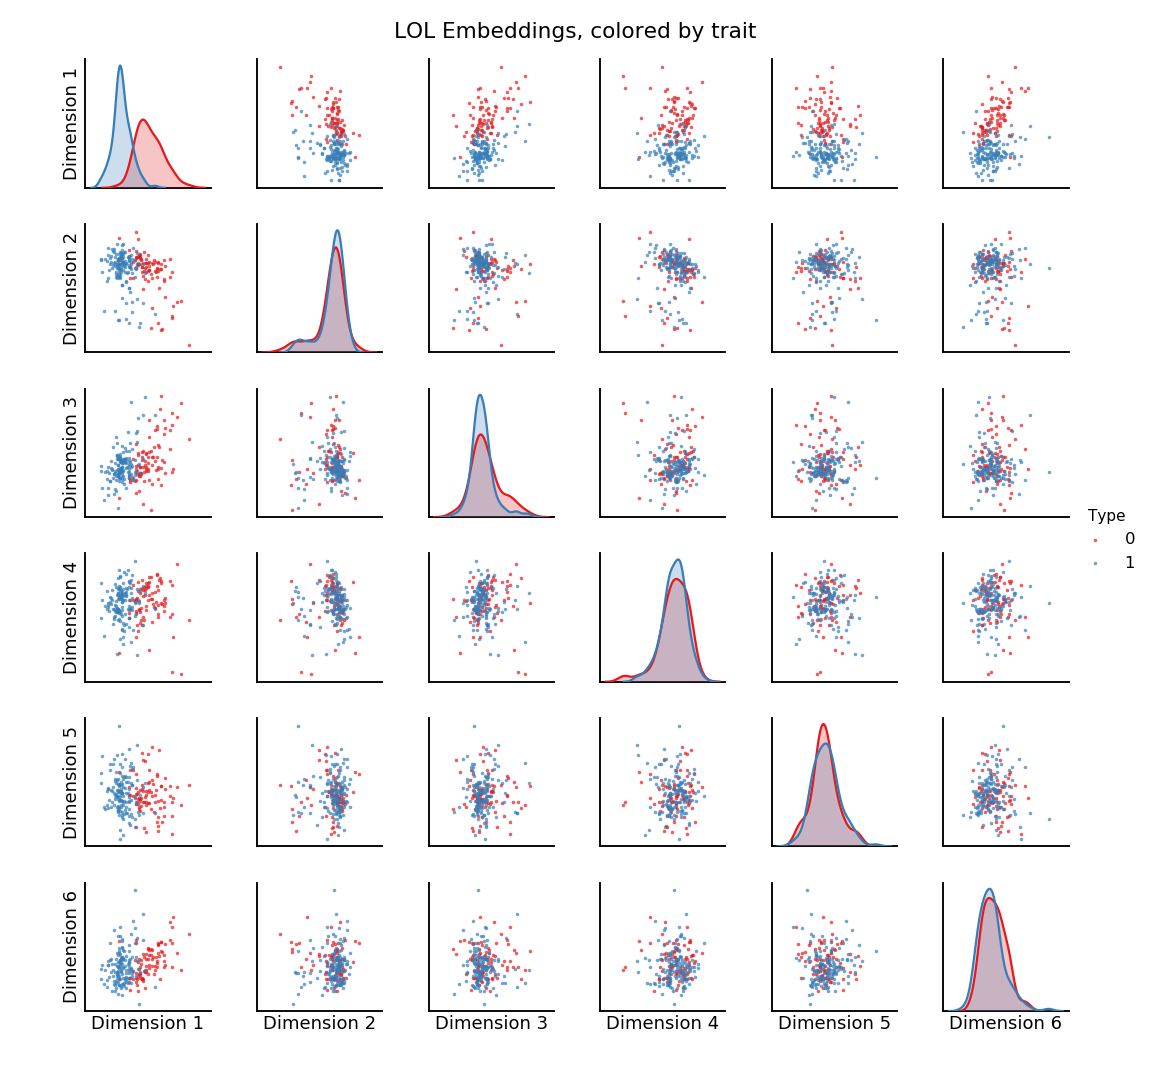 LOL Embeddings, colored by trait
Dimension 1
Dimension 2
Dimension 3
Dimension 4
Dimension 5
Dimension 6
Type
0
1
Dimension 1
Dimension 2
Dimension 3
Dimension 4
Dimension 5
Dimension 6